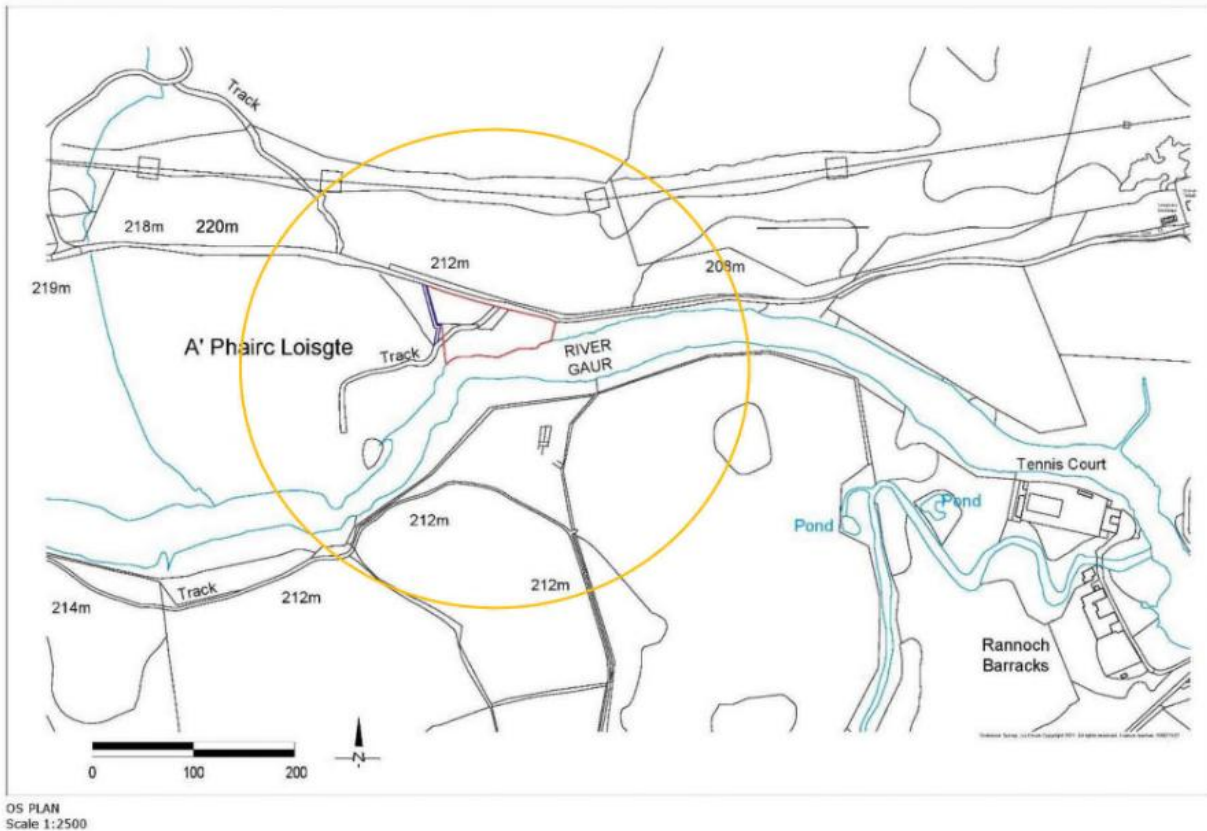 Track
218m
220m
212m
208m
219m
A' Phairc Loisgte
Track
RIVER
GAUR
Tennis Court
Pond
Pond
212m
212m
Track
214m
212m
Rannoch
Barracks
0 100 200
N
OS PLAN
Scale 1:2500